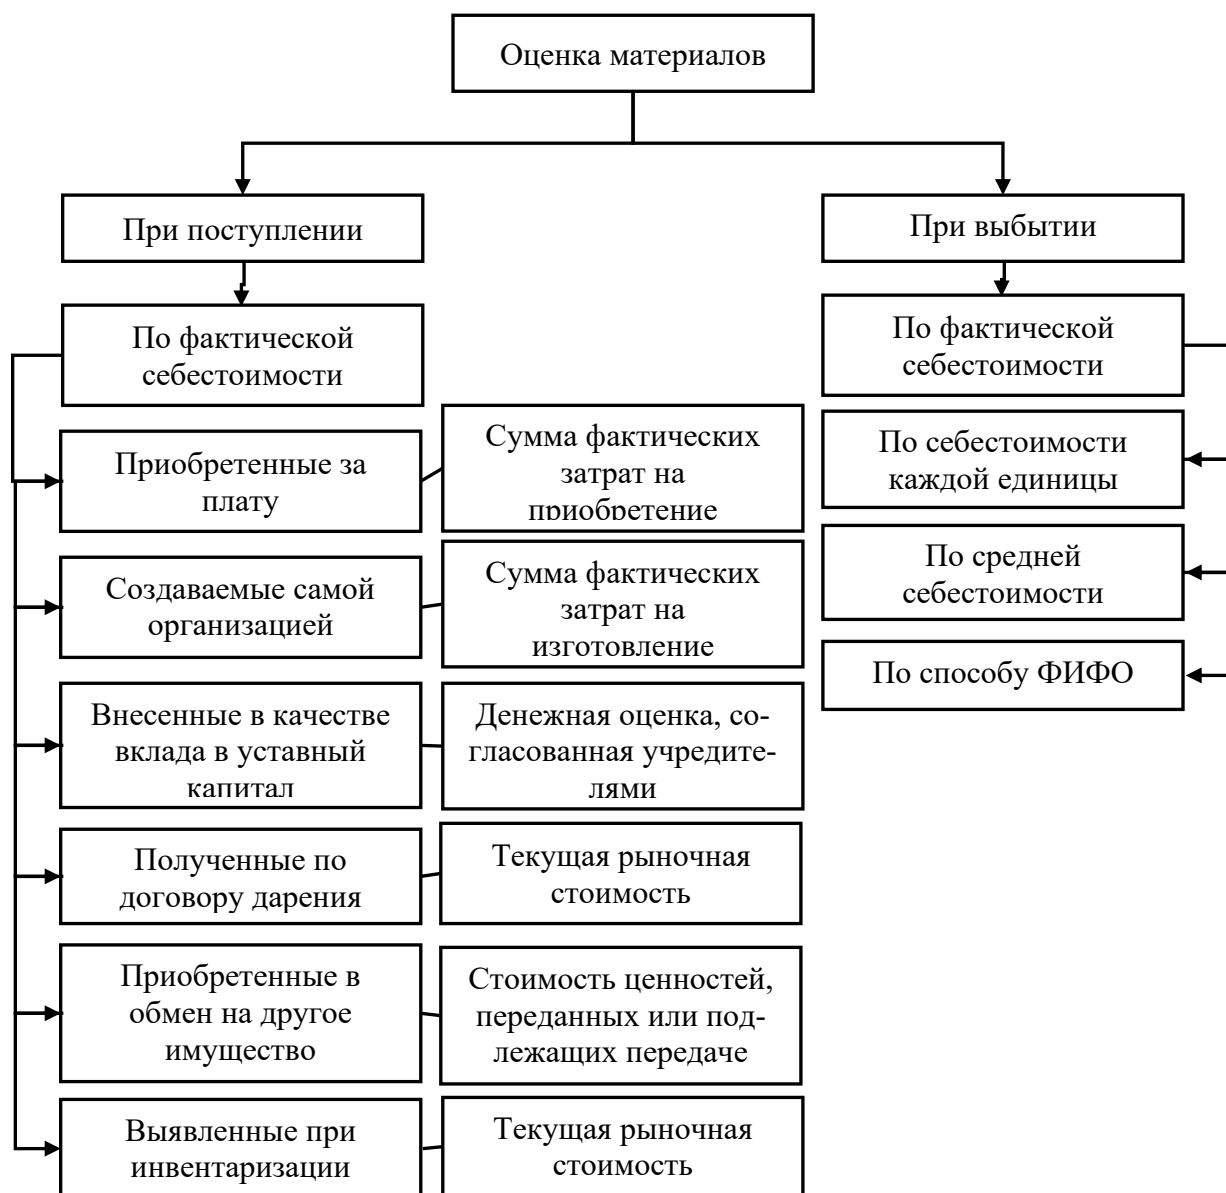 Оценка материалов
При поступлении
При выбытии
По фактической
себестоимости
По фактической
себестоимости
Приобретенные за
плату
Сумма фактических
затрат на
приобретение
По себестоимости
каждой единицы
Создаваемые самой
организацией
Сумма фактических
затрат на
изготовление
По средней
себестоимости
По способу ФИФО
Внесенные в качестве
вклада в уставный
капитал
Денежная оценка, со-
гласованная учредите-
лями
Полученные по
договору дарения
Текущая рыночная
стоимость
Приобретенные в
обмен на другое
имущество
Стоимость ценностей,
переданных или под-
лежащих передаче
Выявленные при
инвентаризации
Текущая рыночная
стоимость